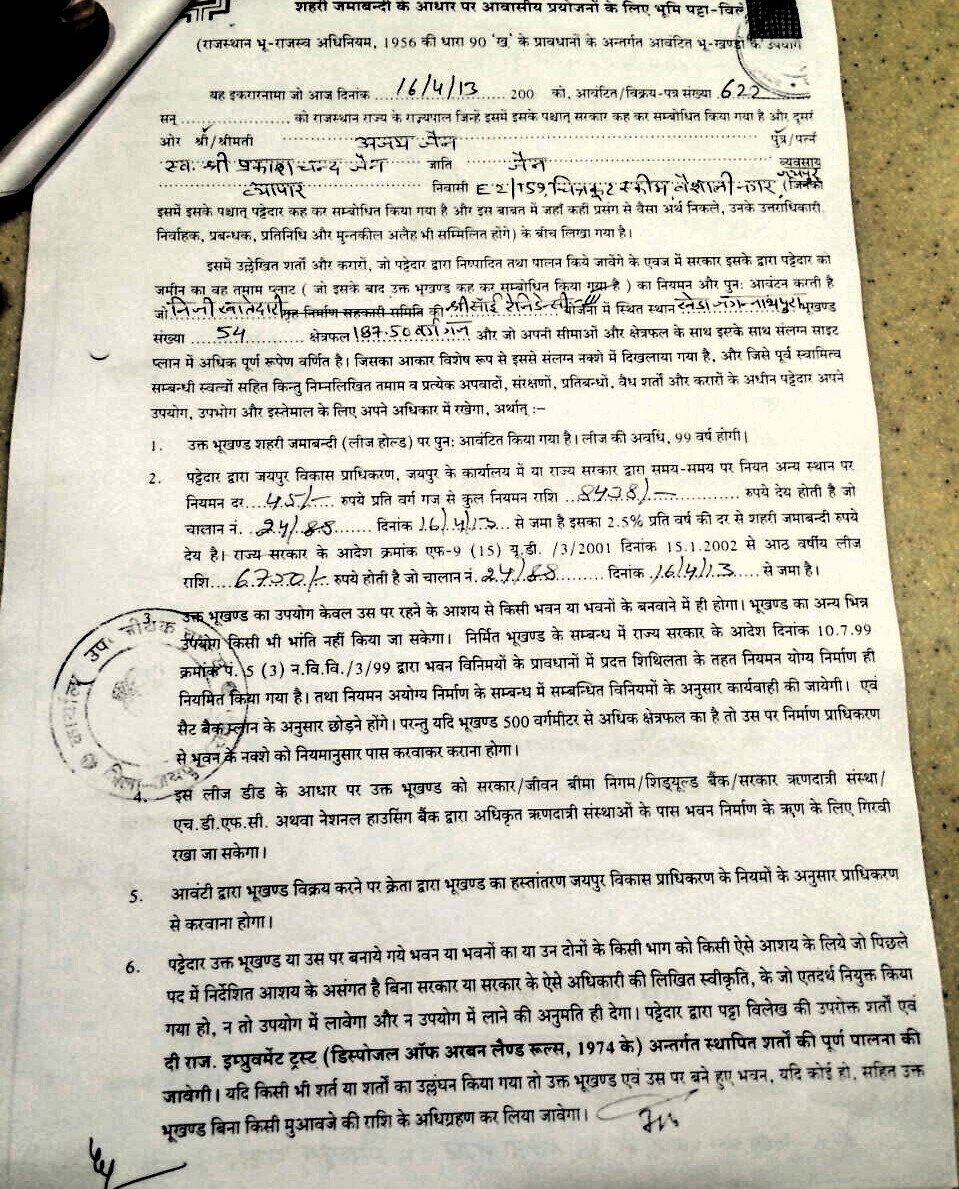 शहरी जमाबन्दी के आधार पर आवासीय प्रयोजनों के लिए भूमि पट्टा-विले
(राजस्थान भू-राजस्व अधिनियम, 1956 की धारा 90 'ख' के प्रावधानों के अन्तर्गत आवंटित भू-खण्डों के उपयोग
यह इकरारनामा जो आज दिनांक 16/4/13 200 को, आवंटित/विक्रय-पत्र संख्या 622
सन् को राजस्थान राज्य के राज्यपाल जिन्हें इसमें इसके पश्चात् सरकार कह कर सम्बोधित किया गया है और दूसरे
ओर श्री/श्रीमती अजय जैन पुत्र/पत्नि
स्व. श्री प्रकाश चन्द जैन जाति जैन व्यवसाय
व्यापार निवासी E 2/159, चित्रकूट स्कीम वैशाली नगर, जयपुर (जिनको
इसमें इसके पश्चात् पट्टेदार कह कर सम्बोधित किया गया है और इस बाबत में जहाँ कहीं प्रसंग से वैसा अर्थ निकले, उनके उत्तराधिकारी,
निर्वाहक, प्रबन्धक, प्रतिनिधि और मुन्तकील अलैह भी सम्मिलित होंगे) के बीच लिखा गया है।
इसमें उल्लेखित शर्तों और करारों, जो पट्टेदार द्वारा निष्पादित तथा पालन किये जावेंगे के एवज में सरकार इसके द्वारा पट्टेदार को
जमीन का वह तमाम प्लाट ( जो इसके बाद उक्त भूखण्ड कह कर सम्बोधित किया गया है ) का नियमन और पुनः आवंटन करती है
जो निजी खातेदारी गृह निर्माण सहकारी समिति की श्री साँई रेजिडेन्सी III योजना में स्थित स्थान जगन्नाथपुरा भूखण्ड
संख्या 54 क्षेत्रफल 187.50 वर्ग गज और जो अपनी सीमाओं और क्षेत्रफल के साथ इसके साथ संलग्न साइट
प्लान में अधिक पूर्ण रूपेण वर्णित है। जिसका आकार विशेष रूप से इससे संलग्न नक्शे में दिखलाया गया है, और जिसे पूर्व स्वामित्व
सम्बन्धी स्वत्वों सहित किन्तु निम्नलिखित तमाम व प्रत्येक अपवादों, संरक्षणों, प्रतिबन्धों, वैध शर्तों और करारों के अधीन पट्टेदार अपने
उपयोग, उपभोग और इस्तेमाल के लिए अपने अधिकार में रखेगा, अर्थात् :–
1. उक्त भूखण्ड शहरी जमाबन्दी (लीज होल्ड) पर पुनः आवंटित किया गया है। लीज की अवधि, 99 वर्ष होगी।
2. पट्टेदार द्वारा जयपुर विकास प्राधिकरण, जयपुर के कार्यालय में या राज्य सरकार द्वारा समय-समय पर नियत अन्य स्थान पर
नियमन दर 45/- रुपये प्रति वर्ग गज से कुल नियमन राशि 8438/- रुपये देय होती है जो
चालान नं. 24/88 दिनांक 16/4/13 से जमा है इसका 2.5% प्रति वर्ष की दर से शहरी जमाबन्दी रुपये
देय है। राज्य सरकार के आदेश क्रमांक एफ-9 (15) यू.डी. /3/2001 दिनांक 15.1.2002 से आठ वर्षीय लीज
राशि 6750/- रुपये होती है जो चालान नं. 24/88 दिनांक 16/4/13 से जमा है।
3. उक्त भूखण्ड का उपयोग केवल उस पर रहने के आशय से किसी भवन या भवनों के बनवाने में ही होगा। भूखण्ड का अन्य भिन्न
उपयोग किसी भी भांति नहीं किया जा सकेगा। निर्मित भूखण्ड के सम्बन्ध में राज्य सरकार के आदेश दिनांक 10.7.99
क्रमांक पं. 5 (3) न.वि.वि./3/99 द्वारा भवन विनिमयों के प्रावधानों में प्रदत्त शिथिलता के तहत नियमन योग्य निर्माण ही
नियमित किया गया है। तथा नियमन अयोग्य निर्माण के सम्बन्ध में सम्बन्धित विनियमों के अनुसार कार्यवाही की जायेगी। एवं
सैट बैक प्लान के अनुसार छोड़ने होंगे। परन्तु यदि भूखण्ड 500 वर्गमीटर से अधिक क्षेत्रफल का है तो उस पर निर्माण प्राधिकरण
से भूवन के नक्शे को नियमानुसार पास करवाकर कराना होगा।
4. इस लीज डीड के आधार पर उक्त भूखण्ड को सरकार/जीवन बीमा निगम/शिड्यूल्ड बैंक/सरकार ऋणदात्री संस्था/
एच.डी.एफ.सी. अथवा नेशनल हाउसिंग बैंक द्वारा अधिकृत ऋणदात्री संस्थाओं के पास भवन निर्माण के ऋण के लिए गिरवी
रखा जा सकेगा।
5. आवंटी द्वारा भूखण्ड विक्रय करने पर क्रेता द्वारा भूखण्ड का हस्तांतरण जयपुर विकास प्राधिकरण के नियमों के अनुसार प्राधिकरण
से करवाना होगा।
6. पट्टेदार उक्त भूखण्ड या उस पर बनाये गये भवन या भवनों का या उन दोनों के किसी भाग को किसी ऐसे आशय के लिये जो पिछले
पद में निर्देशित आशय के असंगत है बिना सरकार या सरकार के ऐसे अधिकारी की लिखित स्वीकृति, के जो एतदर्थ नियुक्त किया
गया हो, न तो उपयोग में लावेगा और न उपयोग में लाने की अनुमति ही देगा। पट्टेदार द्वारा पट्टा विलेख की उपरोक्त शर्तों एवं
दी राज. इम्प्रुवमेंट ट्रस्ट (डिस्पोजल ऑफ अरबन लैण्ड रूल्स, 1974 के) अन्तर्गत स्थापित शर्तों की पूर्ण पालना की
जावेगी। यदि किसी भी शर्त या शर्तों का उल्लंघन किया गया तो उक्त भूखण्ड एवं उस पर बने हुए भवन, यदि कोई हो, सहित उक्त
भूखण्ड बिना किसी मुआवजे की राशि के अधिग्रहण कर लिया जावेगा।